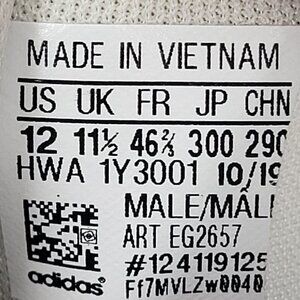 MADE IN VIETNAM
US UK FR JP CHN
12 11½ 46⅔ 300 290
HWA 1Y3001 10/19
MALE/MÂL
ART EG2657
#124119125
Ff7MVLZw0040
adidas